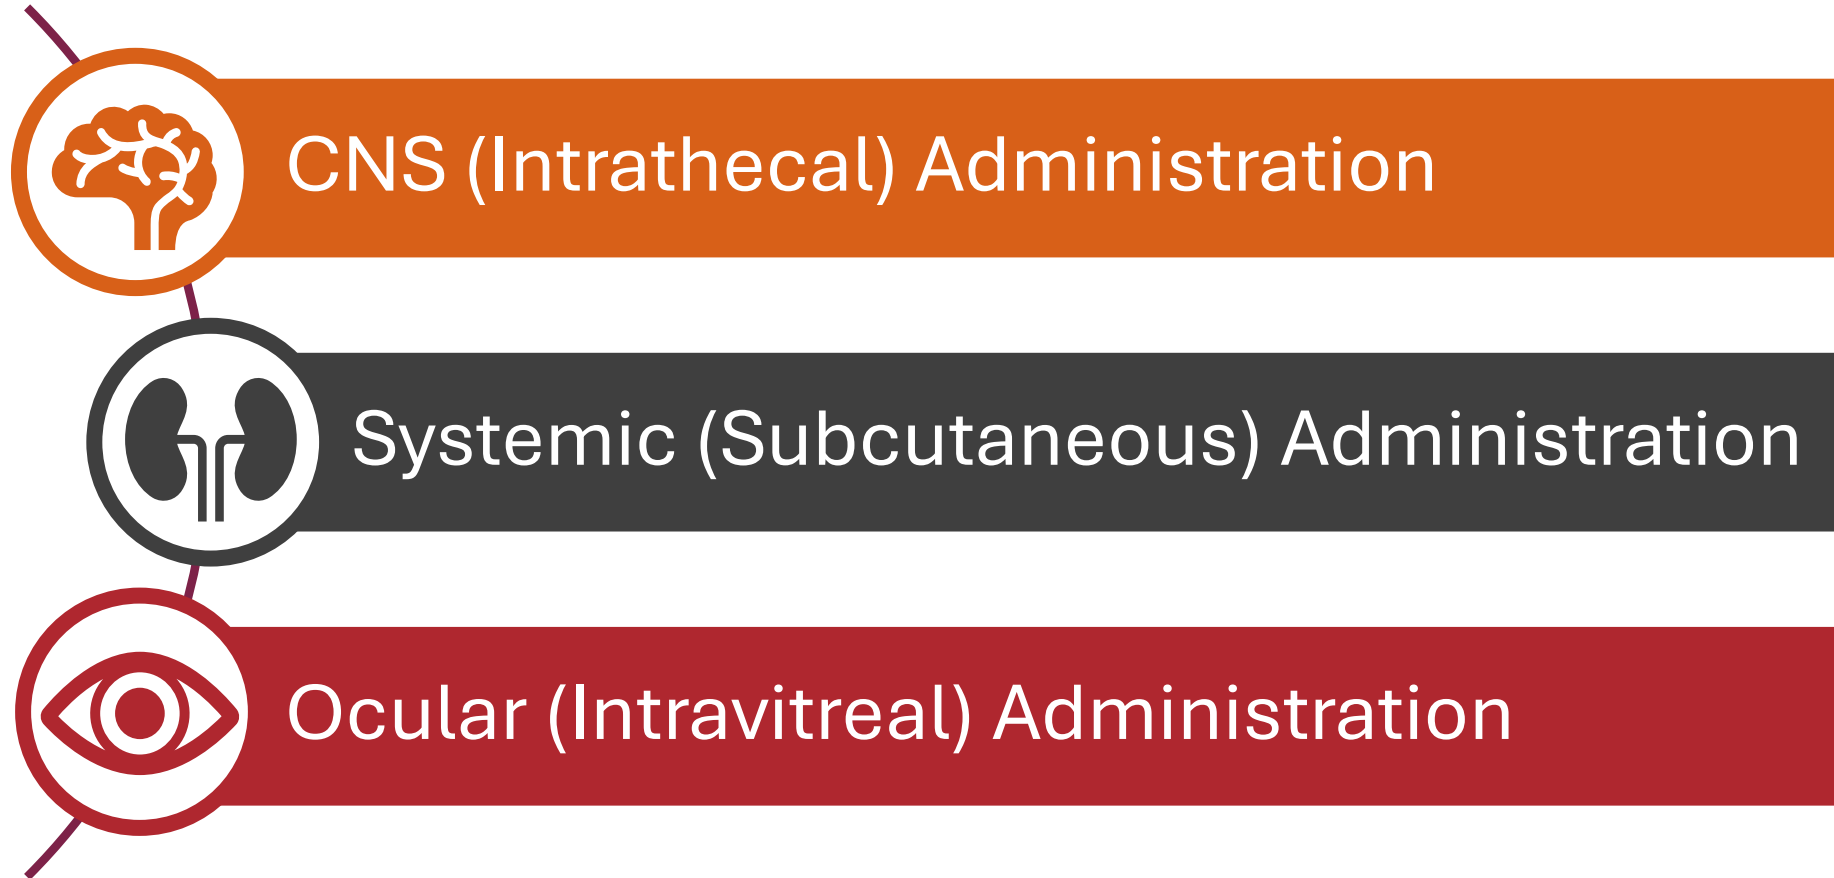 CNS (Intrathecal) Administration
Systemic (Subcutaneous) Administration
Ocular (Intravitreal) Administration